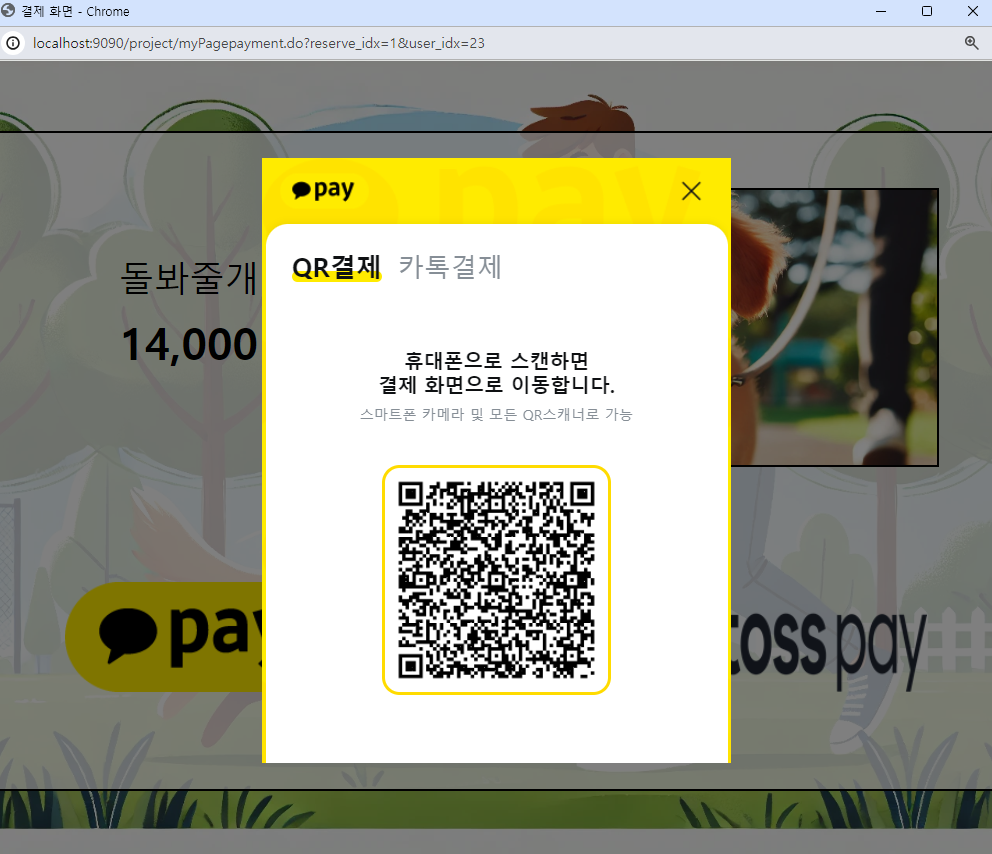 결제 화면 - Chrome
localhost:9090/project/myPagepayment.do?reserve_idx=1&user_idx=23
pay
QR결제 카톡결제
돌봐줄개
14,000
휴대폰으로 스캔하면
결제 화면으로 이동합니다.
스마트폰 카메라 및 모든 QR스캐너로 가능
pay
toss pay